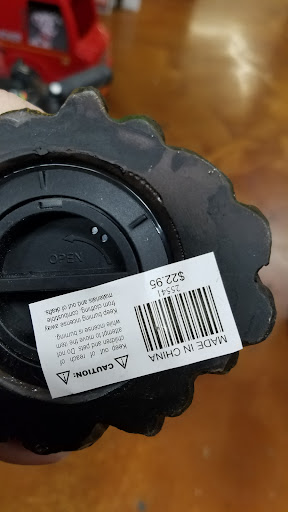 OPEN
MADE IN CHINA
25541
$22.95
CAUTION:
Keep out of reach of
children and pets. Do not
attempt to move the item
while incense is burning.
Keep burning incense away
from clothing, combustible
materials and out of drafts.